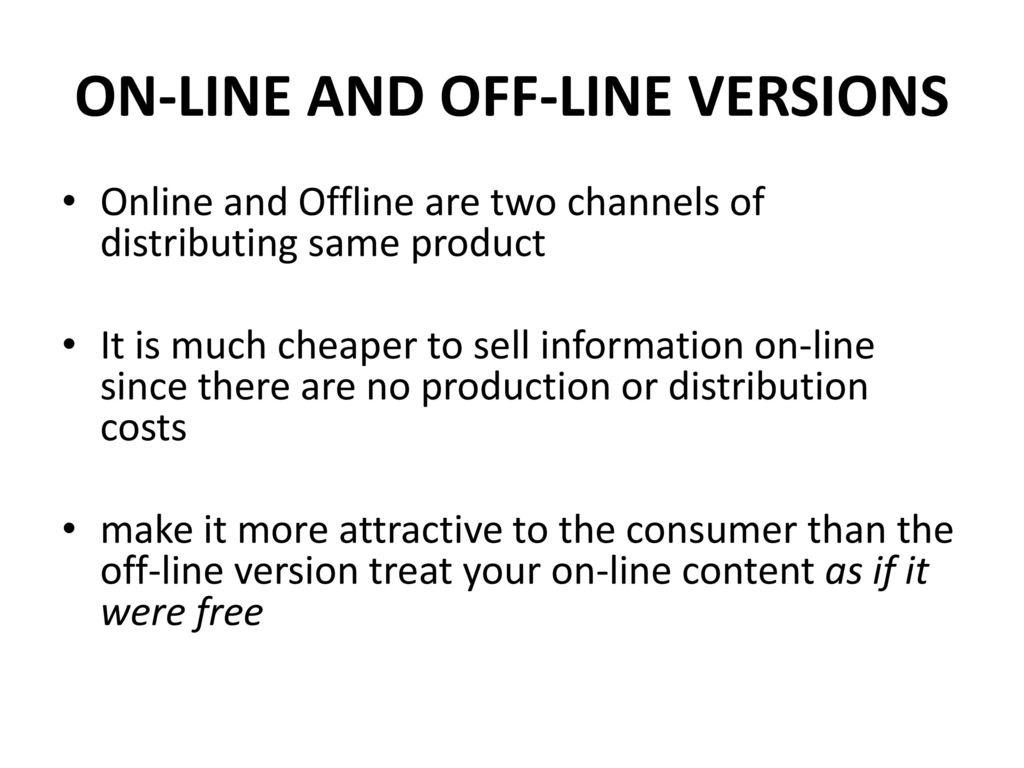 ON-LINE AND OFF-LINE VERSIONS
• Online and Offline are two channels of
distributing same product
• It is much cheaper to sell information on-line
since there are no production or distribution
costs
• make it more attractive to the consumer than the
off-line version treat your on-line content as if it
were free